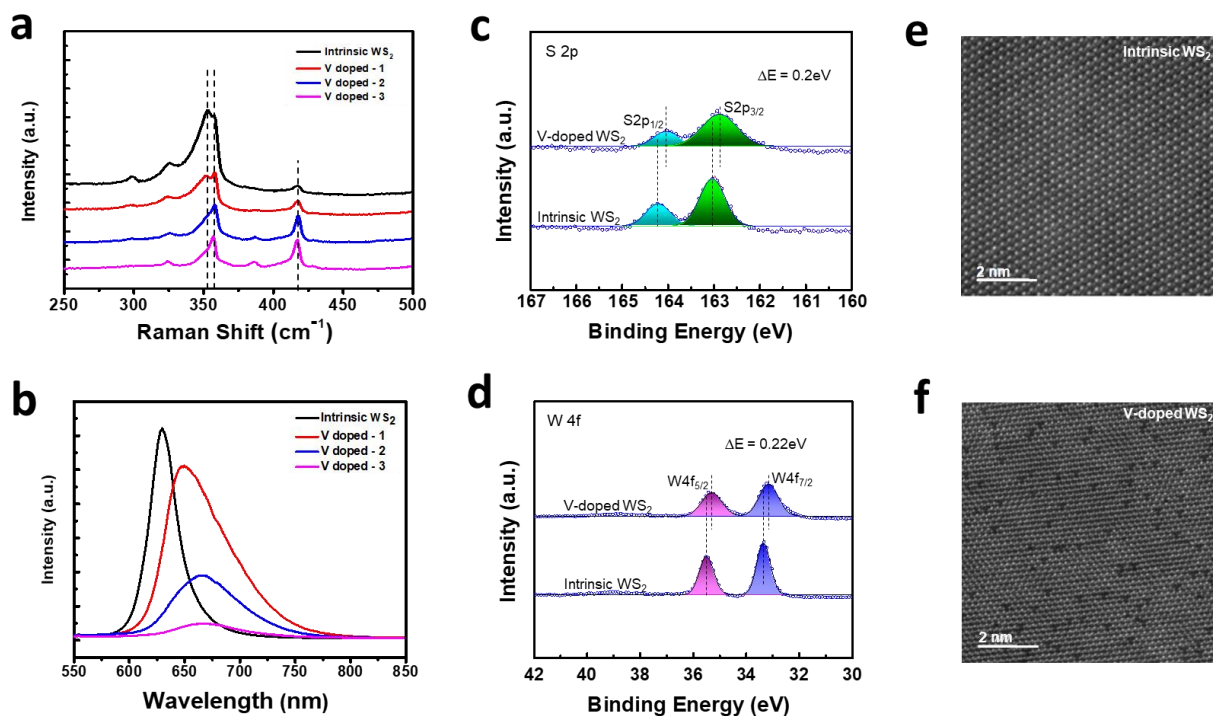 a
Intrinsic WS₂
V doped - 1
V doped - 2
V doped - 3
Intensity (a.u.)
250 300 350 400 450 500
Raman Shift (cm⁻¹)
b
Intrinsic WS₂
V doped - 1
V doped - 2
V doped - 3
Intensity (a.u.)
550 600 650 700 750 800 850
Wavelength (nm)
c
S 2p
ΔE = 0.2eV
S2p₁/₂
S2p₃/₂
V-doped WS₂
Intrinsic WS₂
Intensity (a.u.)
167 166 165 164 163 162 161 160
Binding Energy (eV)
d
W 4f
ΔE = 0.22eV
W4f₅/₂
W4f₇/₂
V-doped WS₂
Intrinsic WS₂
Intensity (a.u.)
42 40 38 36 34 32 30
Binding Energy (eV)
e
Intrinsic WS₂
2 nm
f
V-doped WS₂
2 nm